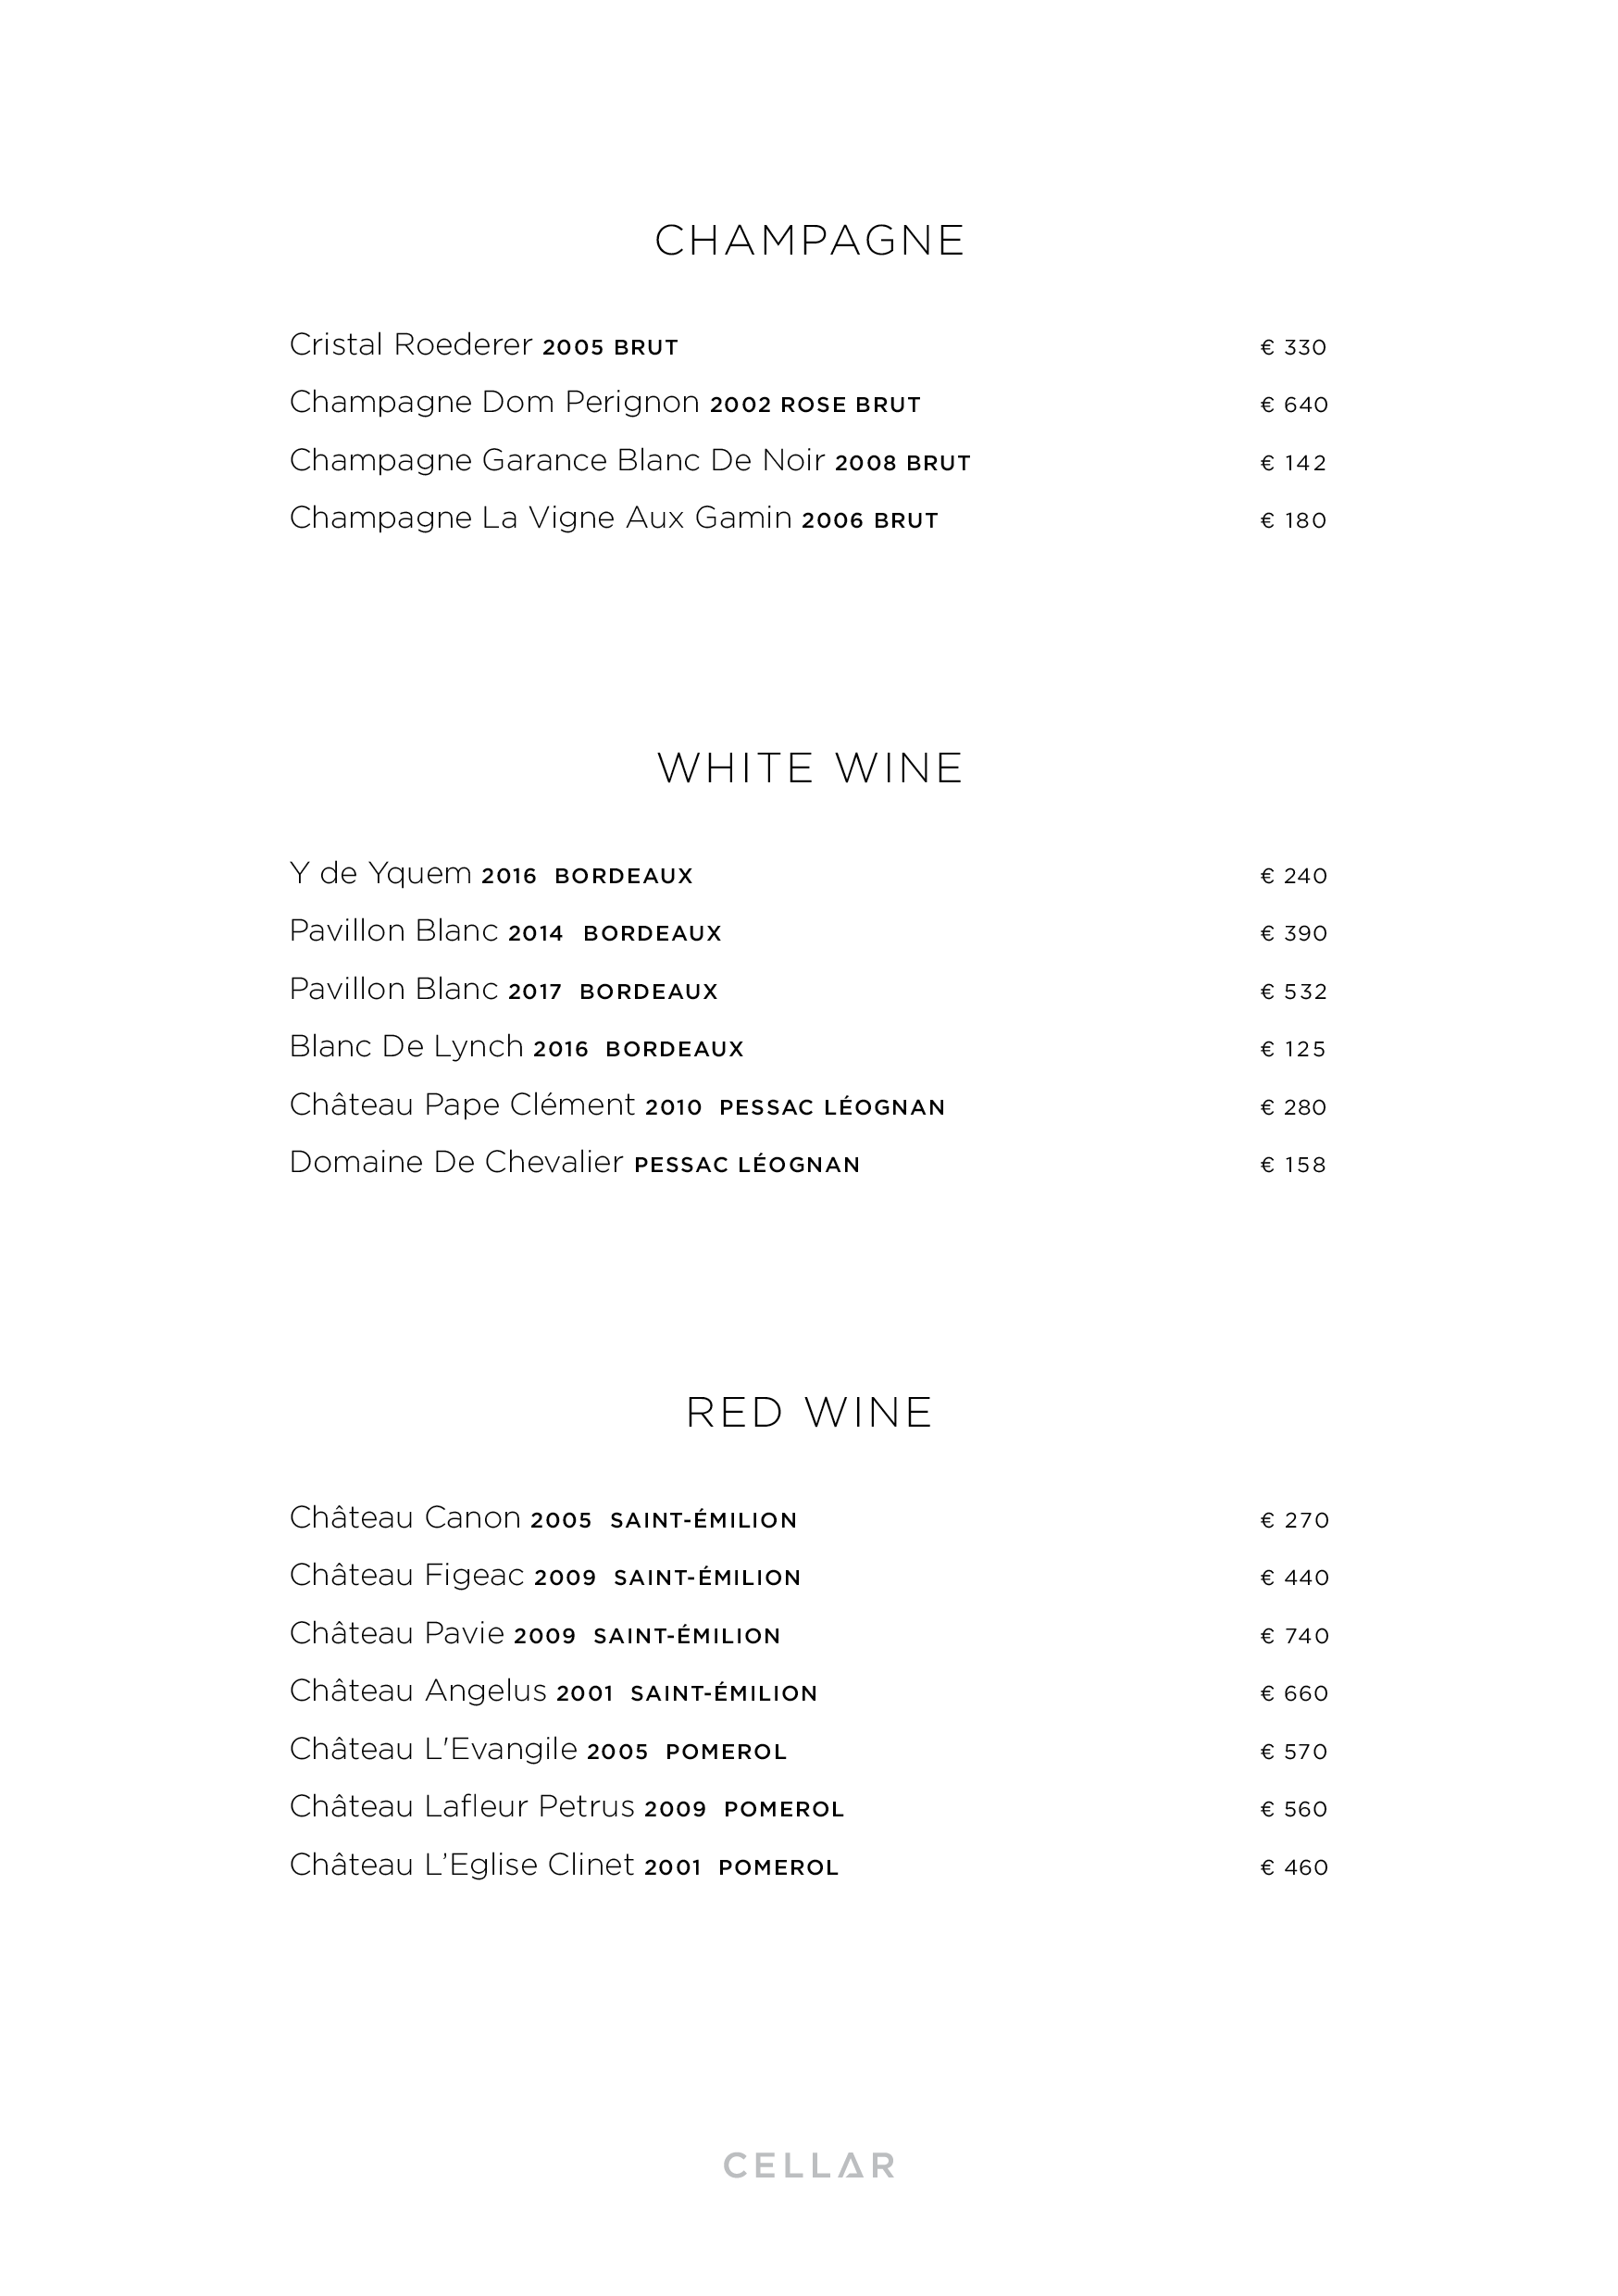 CHAMPAGNE
Cristal Roederer 2005 BRUT € 330
Champagne Dom Perignon 2002 ROSE BRUT € 640
Champagne Garance Blanc De Noir 2008 BRUT € 142
Champagne La Vigne Aux Gamin 2006 BRUT € 180
WHITE WINE
Y de Yquem 2016 BORDEAUX € 240
Pavillon Blanc 2014 BORDEAUX € 390
Pavillon Blanc 2017 BORDEAUX € 532
Blanc De Lynch 2016 BORDEAUX € 125
Château Pape Clément 2010 PESSAC LÉOGNAN € 280
Domaine De Chevalier PESSAC LÉOGNAN € 158
RED WINE
Château Canon 2005 SAINT-ÉMILION € 270
Château Figeac 2009 SAINT-ÉMILION € 440
Château Pavie 2009 SAINT-ÉMILION € 740
Château Angelus 2001 SAINT-ÉMILION € 660
Château L'Evangile 2005 POMEROL € 570
Château Lafleur Petrus 2009 POMEROL € 560
Château L’Eglise Clinet 2001 POMEROL € 460
CELLAR